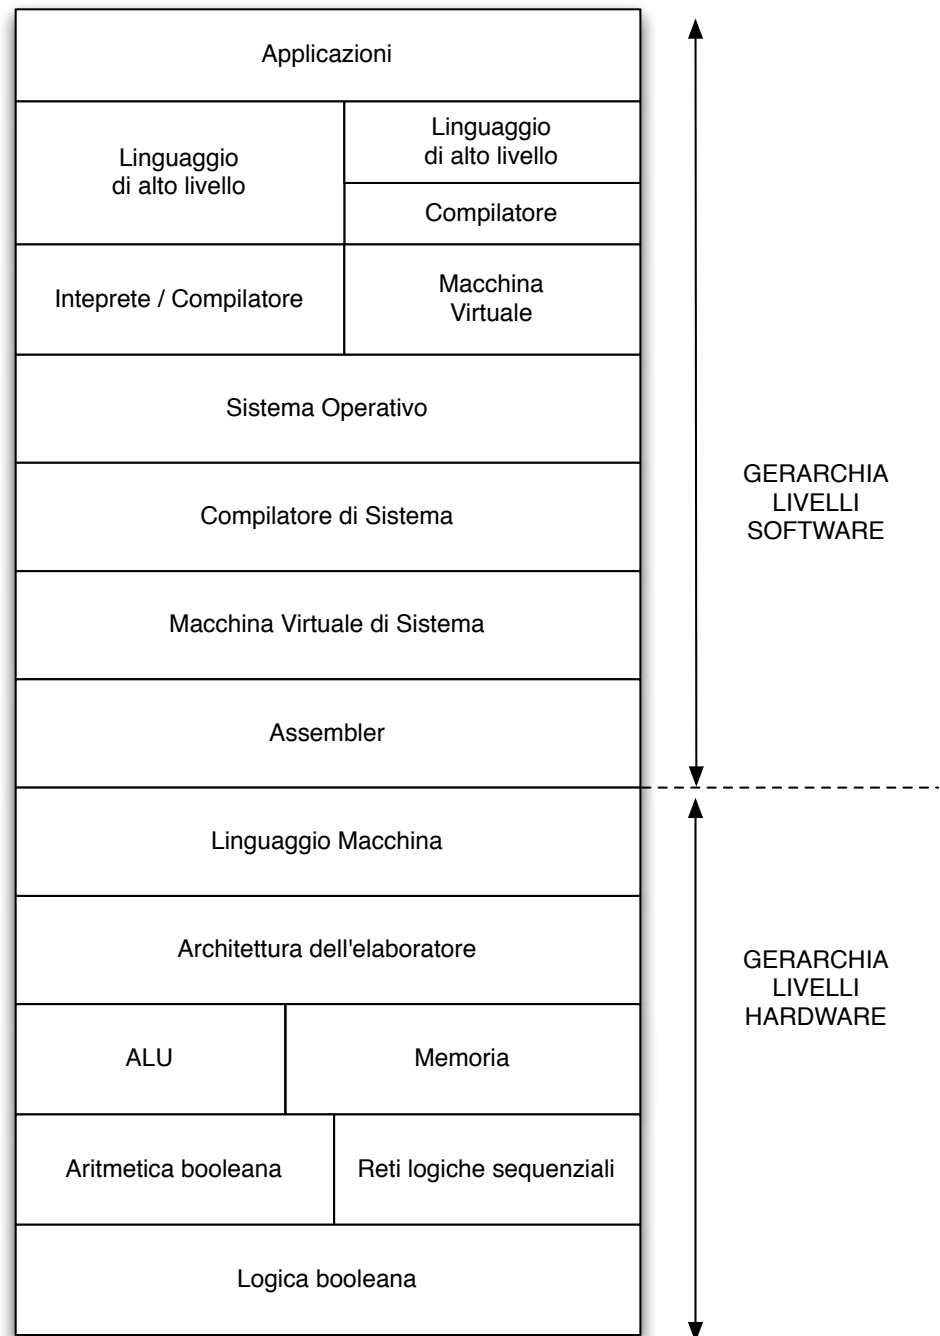 Applicazioni
Linguaggio
di alto livello
Linguaggio
di alto livello
Compilatore
Inteprete / Compilatore
Macchina
Virtuale
Sistema Operativo
Compilatore di Sistema
Macchina Virtuale di Sistema
Assembler
GERARCHIA
LIVELLI
SOFTWARE
Linguaggio Macchina
Architettura dell'elaboratore
ALU
Memoria
Aritmetica booleana
Reti logiche sequenziali
Logica booleana
GERARCHIA
LIVELLI
HARDWARE